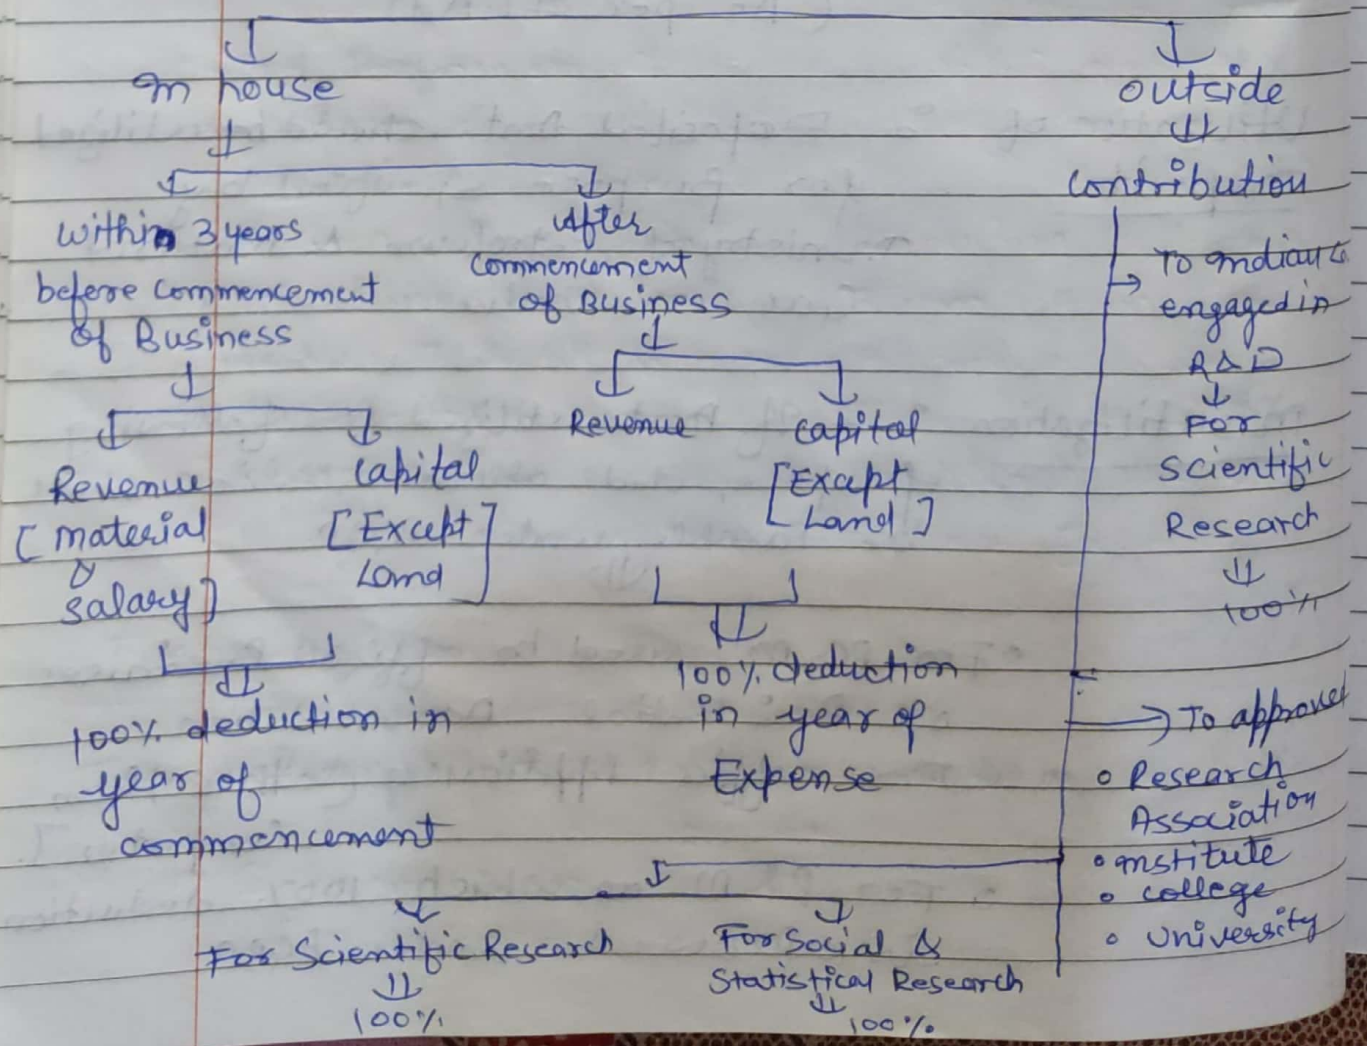 In house
outside
Contribution
Within 3 years
before Commencement
of Business
After
Commencement
of Business
Revenue
[Material
&
Salary]
Capital
[Except
Land]
100% deduction in
year of
commencement
Revenue
Capital
[Except
Land]
100% deduction
in year of
Expense
To Indian Co
engaged in
R&D
For
Scientific
Research
100%
To approved
Research
Association
Institute
College
University
For Scientific Research
100%
For Social &
Statistical Research
100%